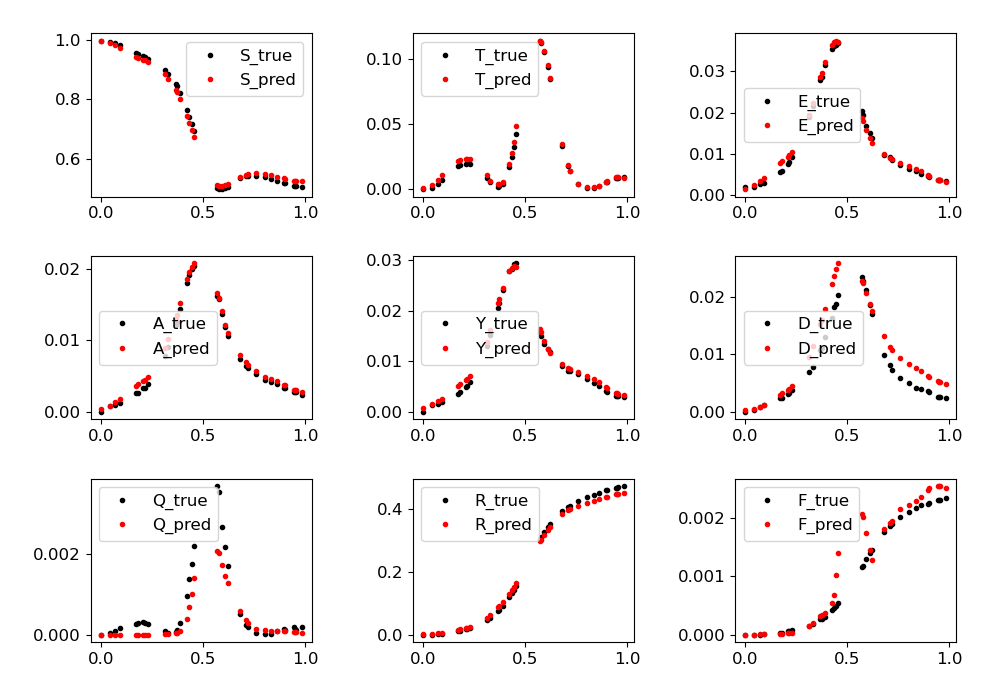 1.0
0.8
0.6
S_true
S_pred
0.0 0.5 1.0
0.10
0.05
0.00
T_true
T_pred
0.0 0.5 1.0
0.03
0.02
0.01
0.00
E_true
E_pred
0.0 0.5 1.0
0.02
0.01
0.00
A_true
A_pred
0.0 0.5 1.0
0.03
0.02
0.01
0.00
Y_true
Y_pred
0.0 0.5 1.0
0.02
0.01
0.00
D_true
D_pred
0.0 0.5 1.0
0.002
0.000
Q_true
Q_pred
0.0 0.5 1.0
0.4
0.2
0.0
R_true
R_pred
0.0 0.5 1.0
0.002
0.001
0.000
F_true
F_pred
0.0 0.5 1.0